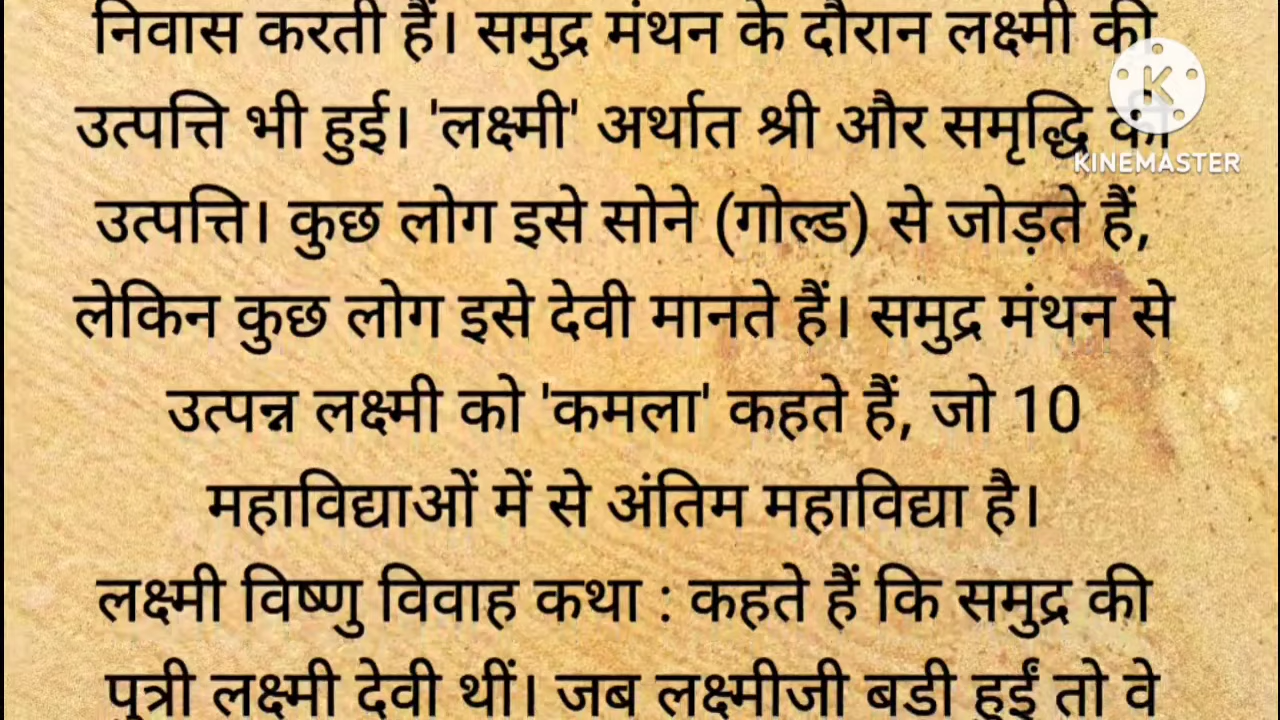 निवास करती हैं। समुद्र मंथन के दौरान लक्ष्मी की
उत्पत्ति भी हुई। 'लक्ष्मी' अर्थात श्री और समृद्धि की
उत्पत्ति। कुछ लोग इसे सोने (गोल्ड) से जोड़ते हैं,
लेकिन कुछ लोग इसे देवी मानते हैं। समुद्र मंथन से
उत्पन्न लक्ष्मी को 'कमला' कहते हैं, जो 10
महाविद्याओं में से अंतिम महाविद्या है।
लक्ष्मी विष्णु विवाह कथा : कहते हैं कि समुद्र की
पुत्री लक्ष्मी देवी थीं। जब लक्ष्मीजी बडी हुईं तो वे
K
KINEMASTER